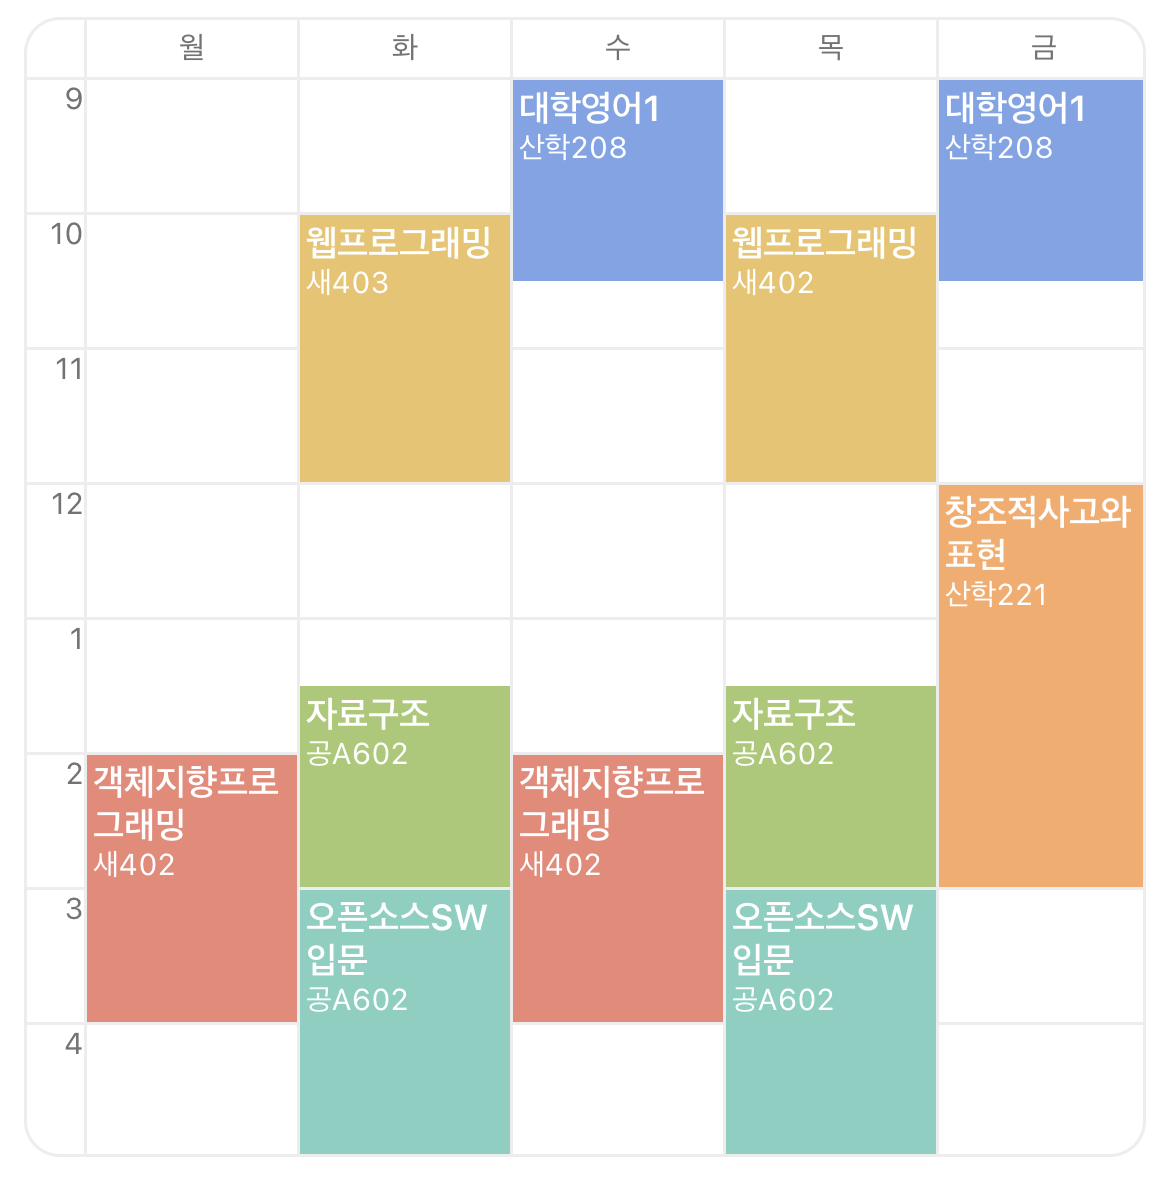 월 화 수 목 금
9
대학영어1
산학208
대학영어1
산학208
10
웹프로그래밍
새403
웹프로그래밍
새402
11
12
창조적사고와
표현
산학221
1
자료구조
공A602
자료구조
공A602
2
객체지향프로
그래밍
새402
객체지향프로
그래밍
새402
3
오픈소스SW
입문
공A602
오픈소스SW
입문
공A602
4